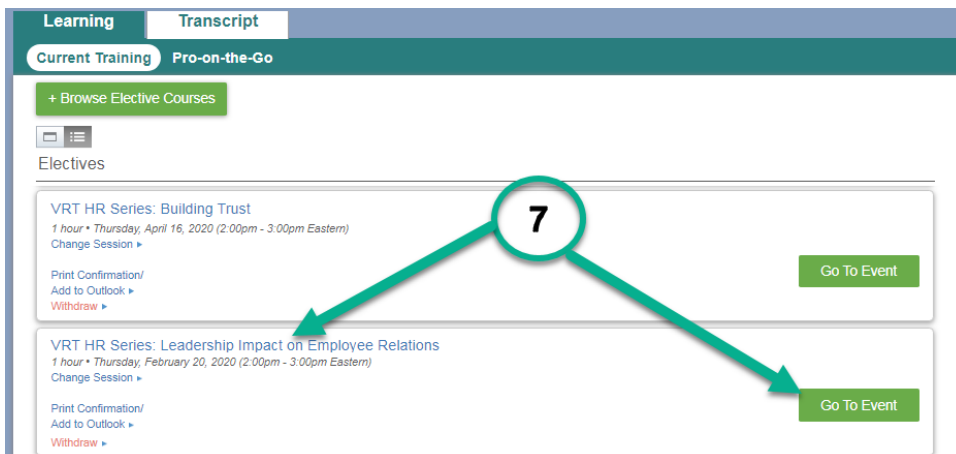 Learning Transcript
Current Training Pro-on-the-Go
+ Browse Elective Courses
Electives
VRT HR Series: Building Trust
1 hour • Thursday, April 16, 2020 (2:00pm - 3:00pm Eastern)
Change Session ▸
Print Confirmation/
Add to Outlook ▸
Withdraw ▸
Go To Event
7
VRT HR Series: Leadership Impact on Employee Relations
1 hour • Thursday, February 20, 2020 (2:00pm - 3:00pm Eastern)
Change Session ▸
Print Confirmation/
Add to Outlook ▸
Withdraw ▸
Go To Event